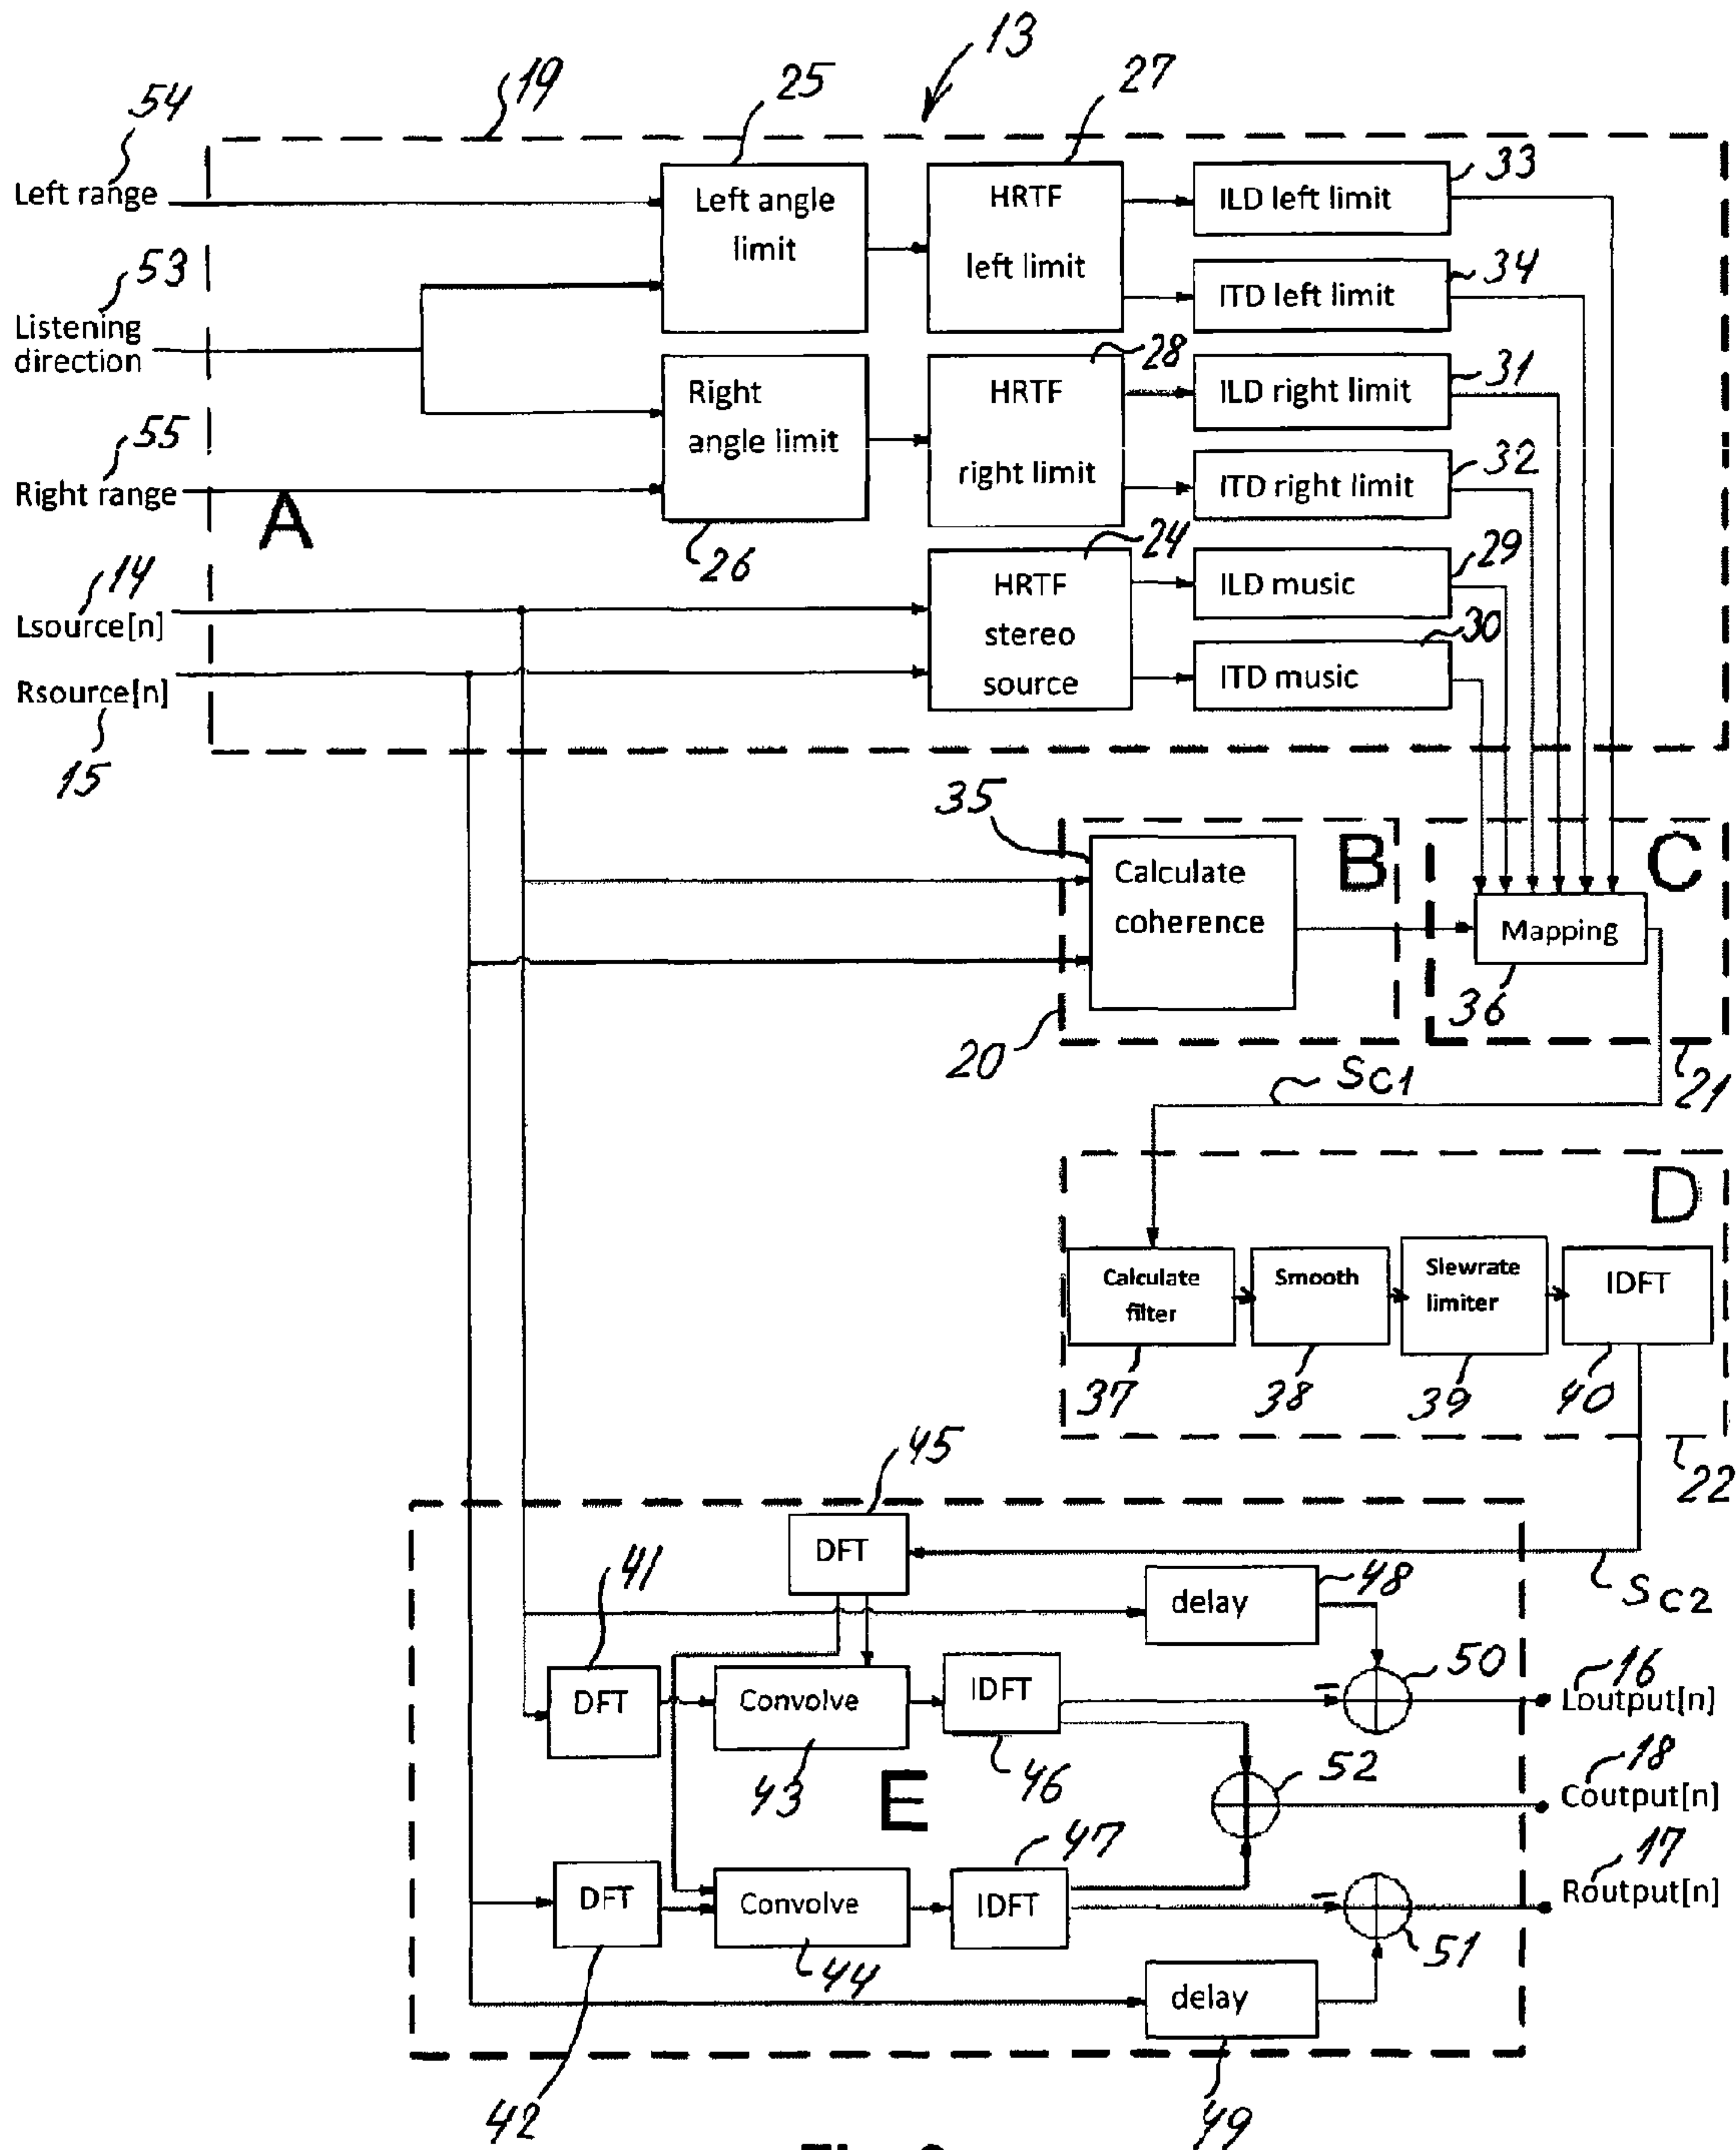 13
19
25
27
54
Left range
Left angle
limit
HRTF
left limit
ILD left limit
33
ITD left limit
34
53
Listening
direction
28
Right
angle limit
HRTF
right limit
ILD right limit
31
ITD right limit
32
55
Right range
A
26
24
14
Lsource[n]
HRTF
stereo
source
ILD music
29
30
ITD music
Rsource[n]
15
35
B
C
Calculate
coherence
Mapping
36
20
21
Sc1
D
Calculate
filter
Smooth
Slewrate
limiter
IDFT
37
38
39
40
22
45
DFT
41
delay
48
Sc2
50
16
Loutput[n]
DFT
Convolve
IDFT
43
46
E
52
18
Coutput[n]
47
17
Routput[n]
DFT
Convolve
IDFT
44
51
delay
42
49